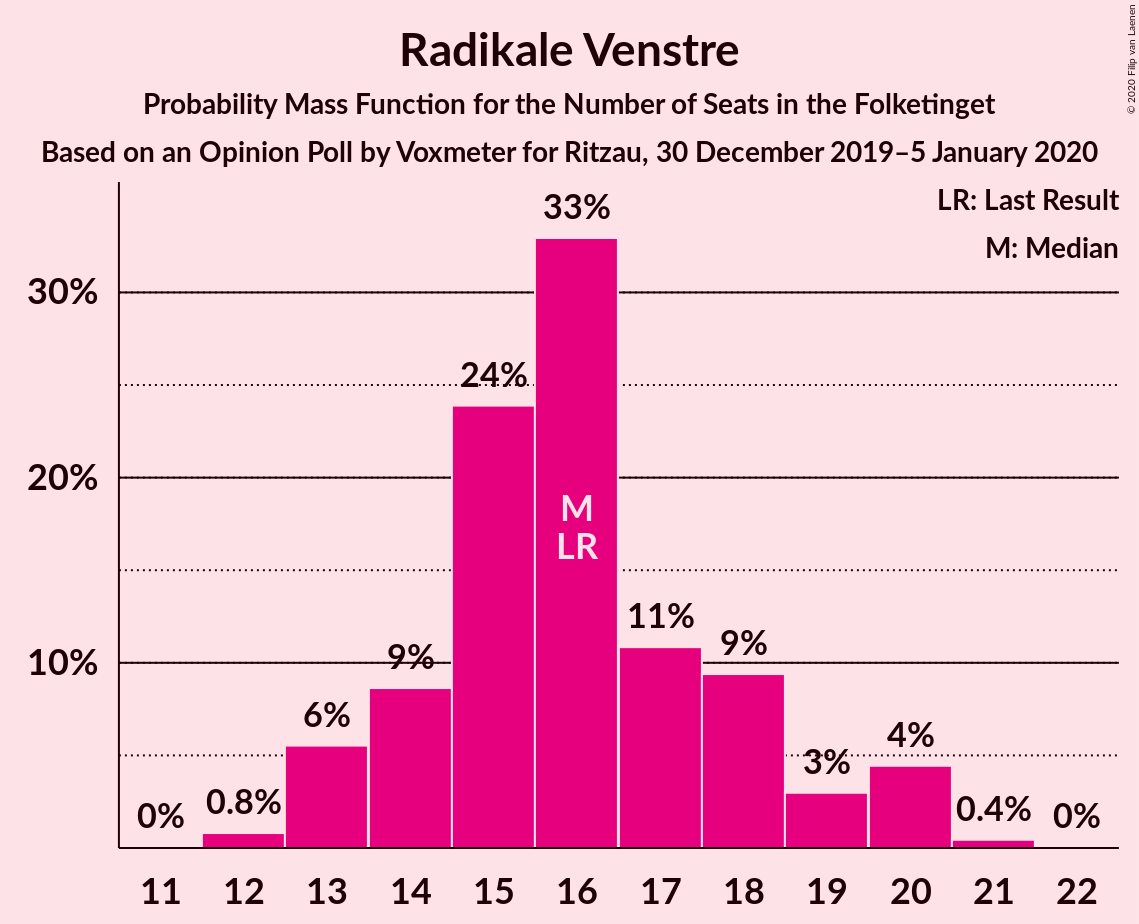 Radikale Venstre
Probability Mass Function for the Number of Seats in the Folketinget
Based on an Opinion Poll by Voxmeter for Ritzau, 30 December 2019–5 January 2020
© 2020 Filip van Laenen
LR: Last Result
M: Median
30%
20%
10%
0%
0.8%
6%
9%
24%
33%
11%
9%
3%
4%
0.4%
0%
M
LR
11 12 13 14 15 16 17 18 19 20 21 22